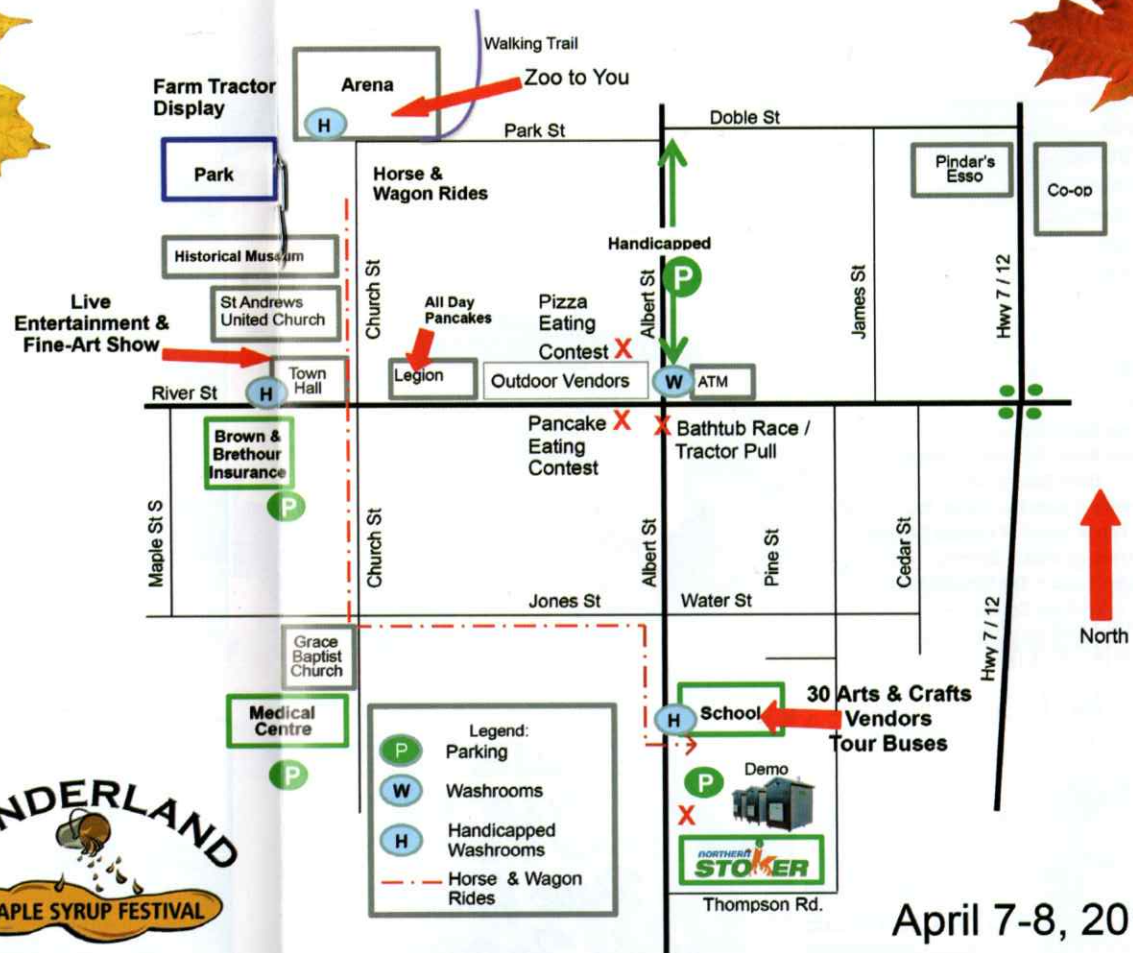 Walking Trail
Farm Tractor
Display
Arena
Zoo to You
H
Park St
Doble St
Park
Horse &
Wagon Rides
Pindar's
Esso
Co-op
Historical Museum
Handicapped
P
Live
Entertainment &
Fine-Art Show
St Andrews
United Church
Church St
All Day
Pancakes
Pizza
Eating
Contest X
Albert St
James St
Hwy 7 / 12
River St
H
Town
Hall
Legion
Outdoor Vendors
W
ATM
Brown &
Brethour
Insurance
P
Pancake X
Eating
Contest
X Bathtub Race /
Tractor Pull
Maple St S
Church St
Albert St
Pine St
Cedar St
Jones St
Water St
North
Hwy 7 / 12
Grace
Baptist
Church
Medical
Centre
P
H
School
30 Arts & Crafts
Vendors
Tour Buses
Legend:
P Parking
W Washrooms
H Handicapped
Washrooms
Horse & Wagon
Rides
P
Demo
X
NORTHERN
STOKER
Thompson Rd.
NDERLAND
APLE SYRUP FESTIVAL
April 7-8, 20